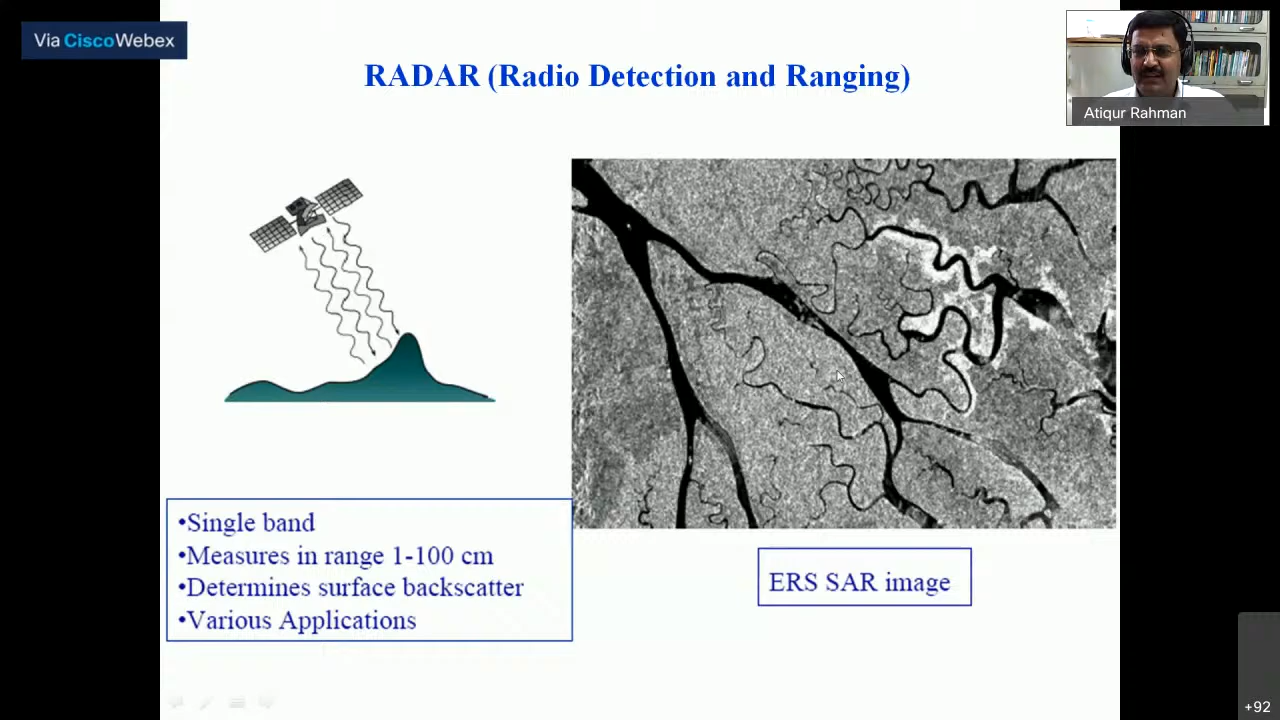 Via CiscoWebex
RADAR (Radio Detection and Ranging)
Atiqur Rahman
•Single band
•Measures in range 1-100 cm
•Determines surface backscatter
•Various Applications
ERS SAR image
+92